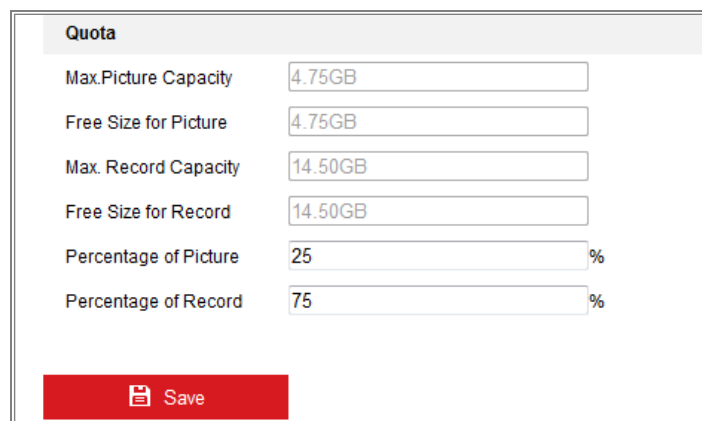 Quota
Max.Picture Capacity 4.75GB
Free Size for Picture 4.75GB
Max. Record Capacity 14.50GB
Free Size for Record 14.50GB
Percentage of Picture 25 %
Percentage of Record 75 %
Save